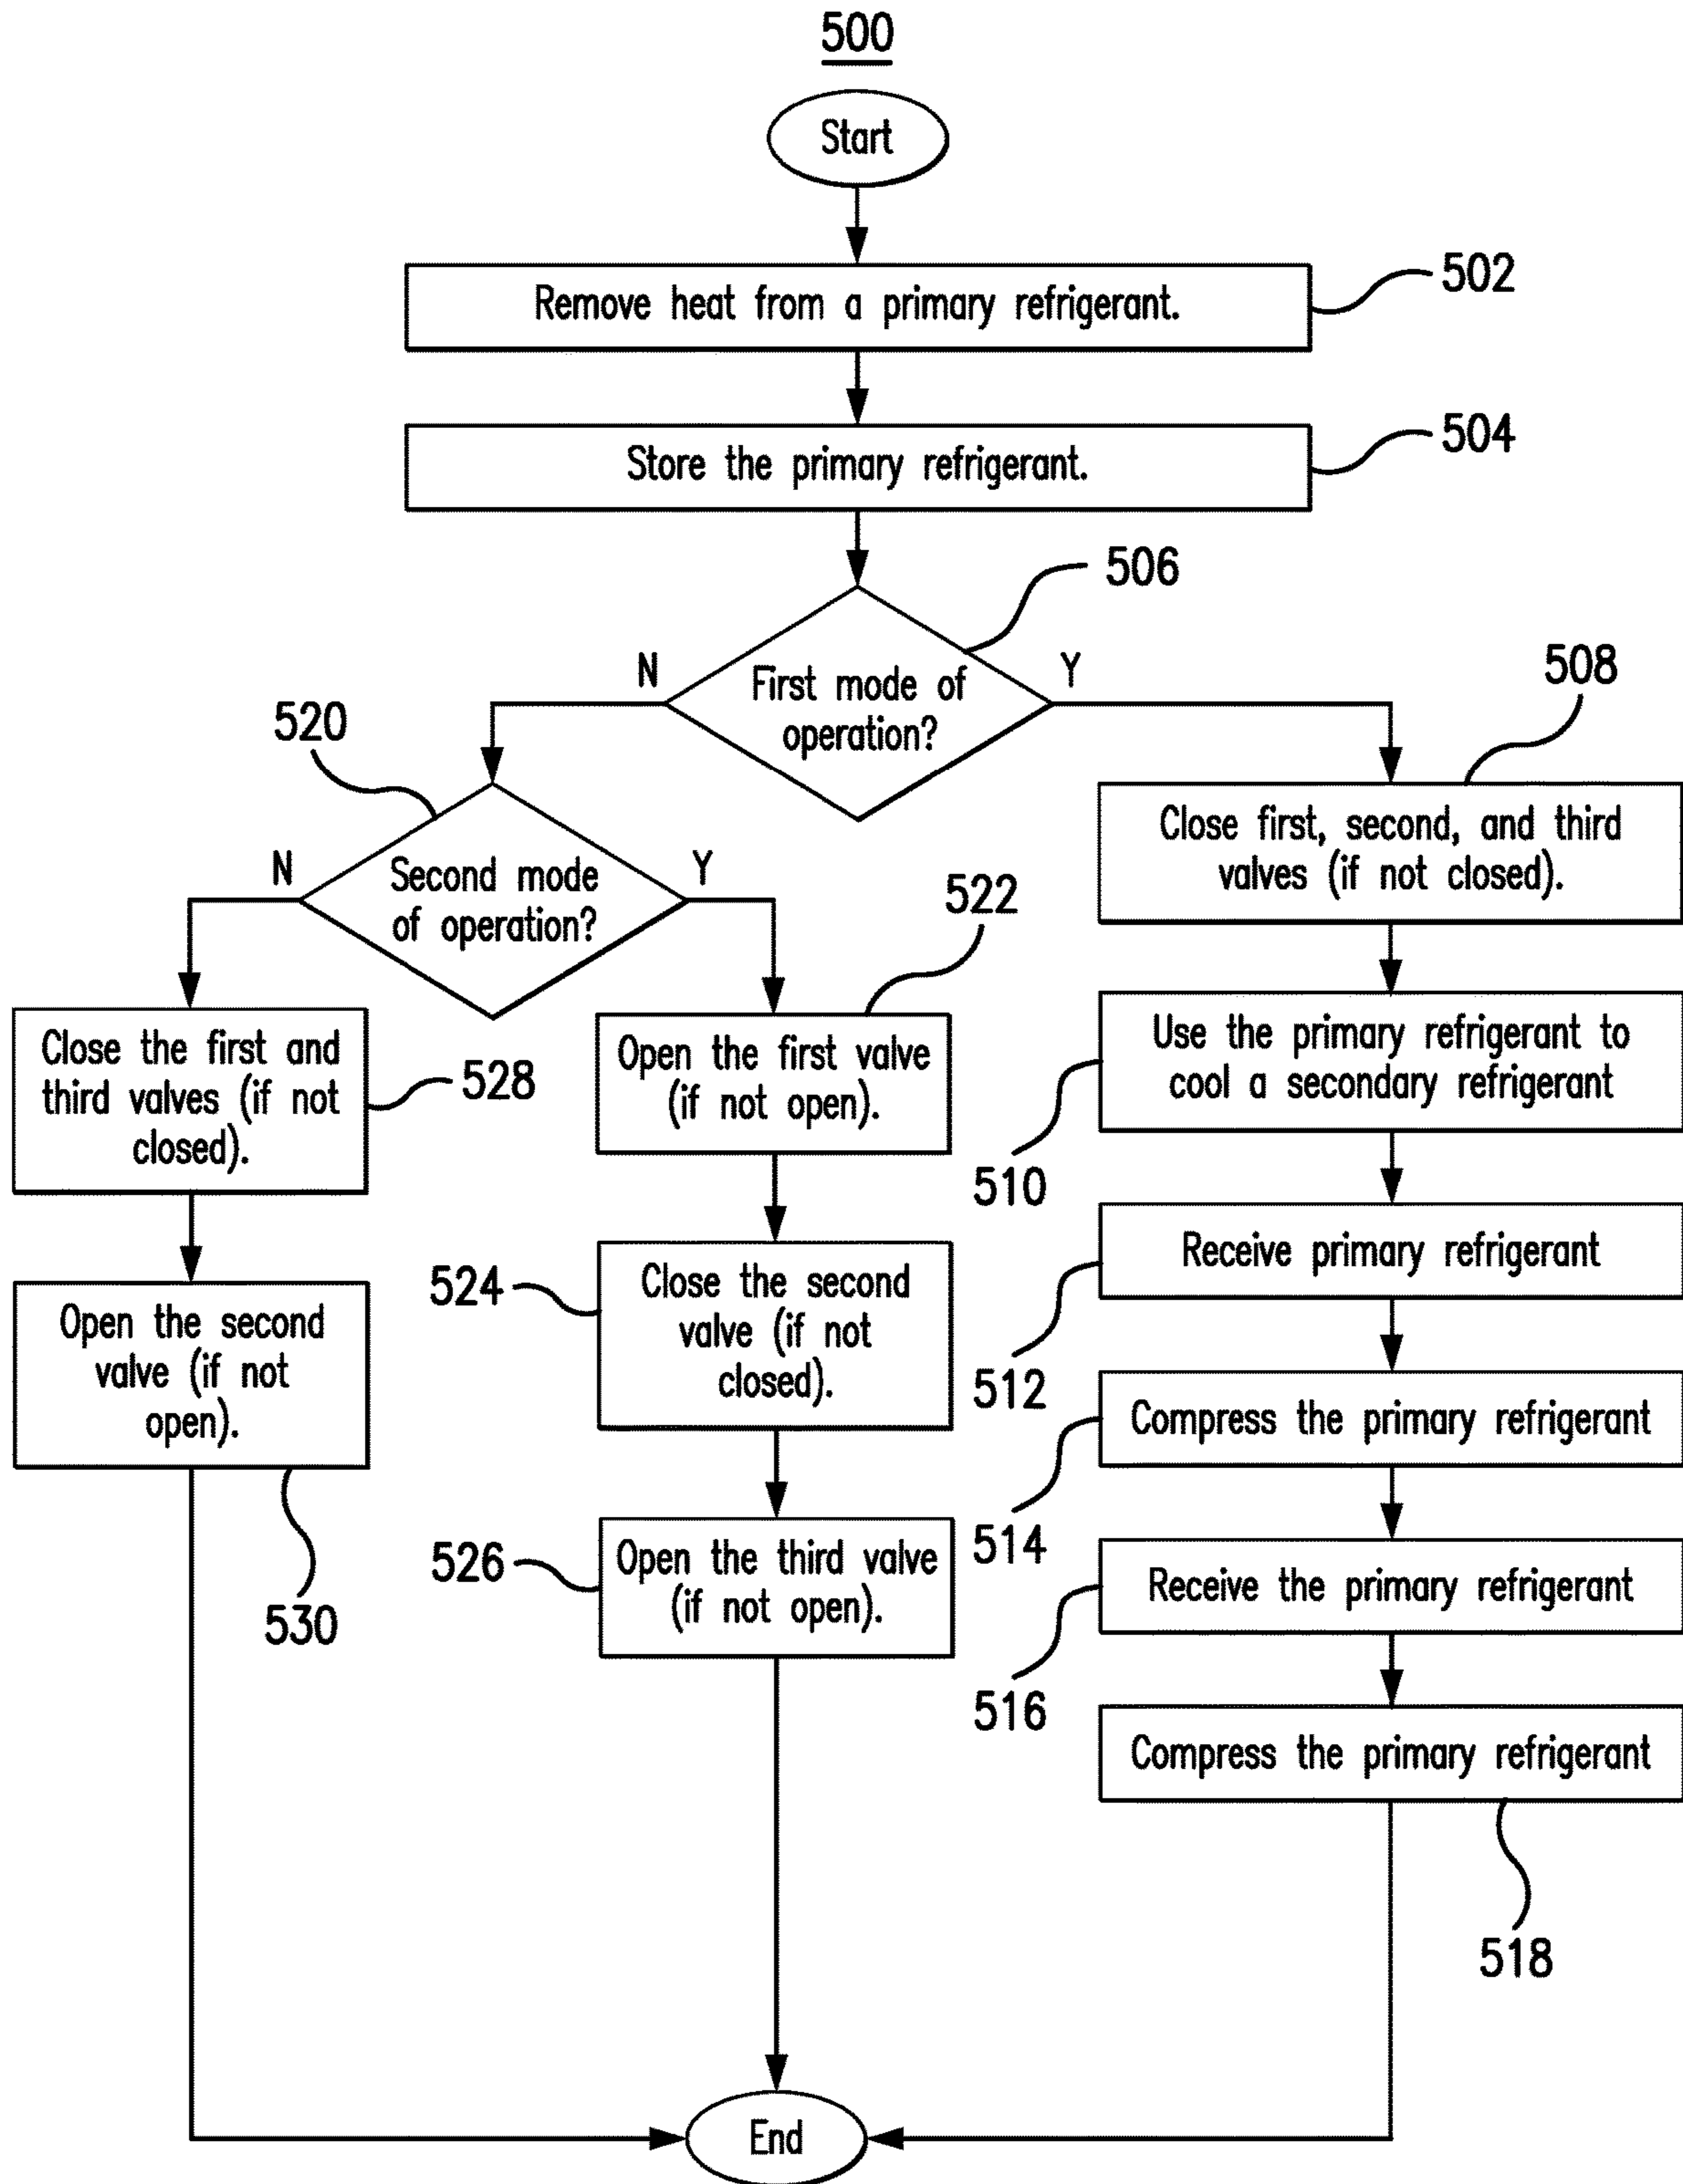 500
Start
Remove heat from a primary refrigerant.
502
Store the primary refrigerant.
504
506
First mode of
operation?
N
Y
508
Close first, second, and third
valves (if not closed).
520
Second mode
of operation?
N
Y
522
Use the primary refrigerant to
cool a secondary refrigerant
510
Close the first and
third valves (if not
closed).
528
Open the first valve
(if not open).
Receive primary refrigerant
512
Open the second
valve (if not
open).
530
524
Close the second
valve (if not
closed).
Compress the primary refrigerant
514
526
Open the third valve
(if not open).
Receive the primary refrigerant
516
Compress the primary refrigerant
518
End